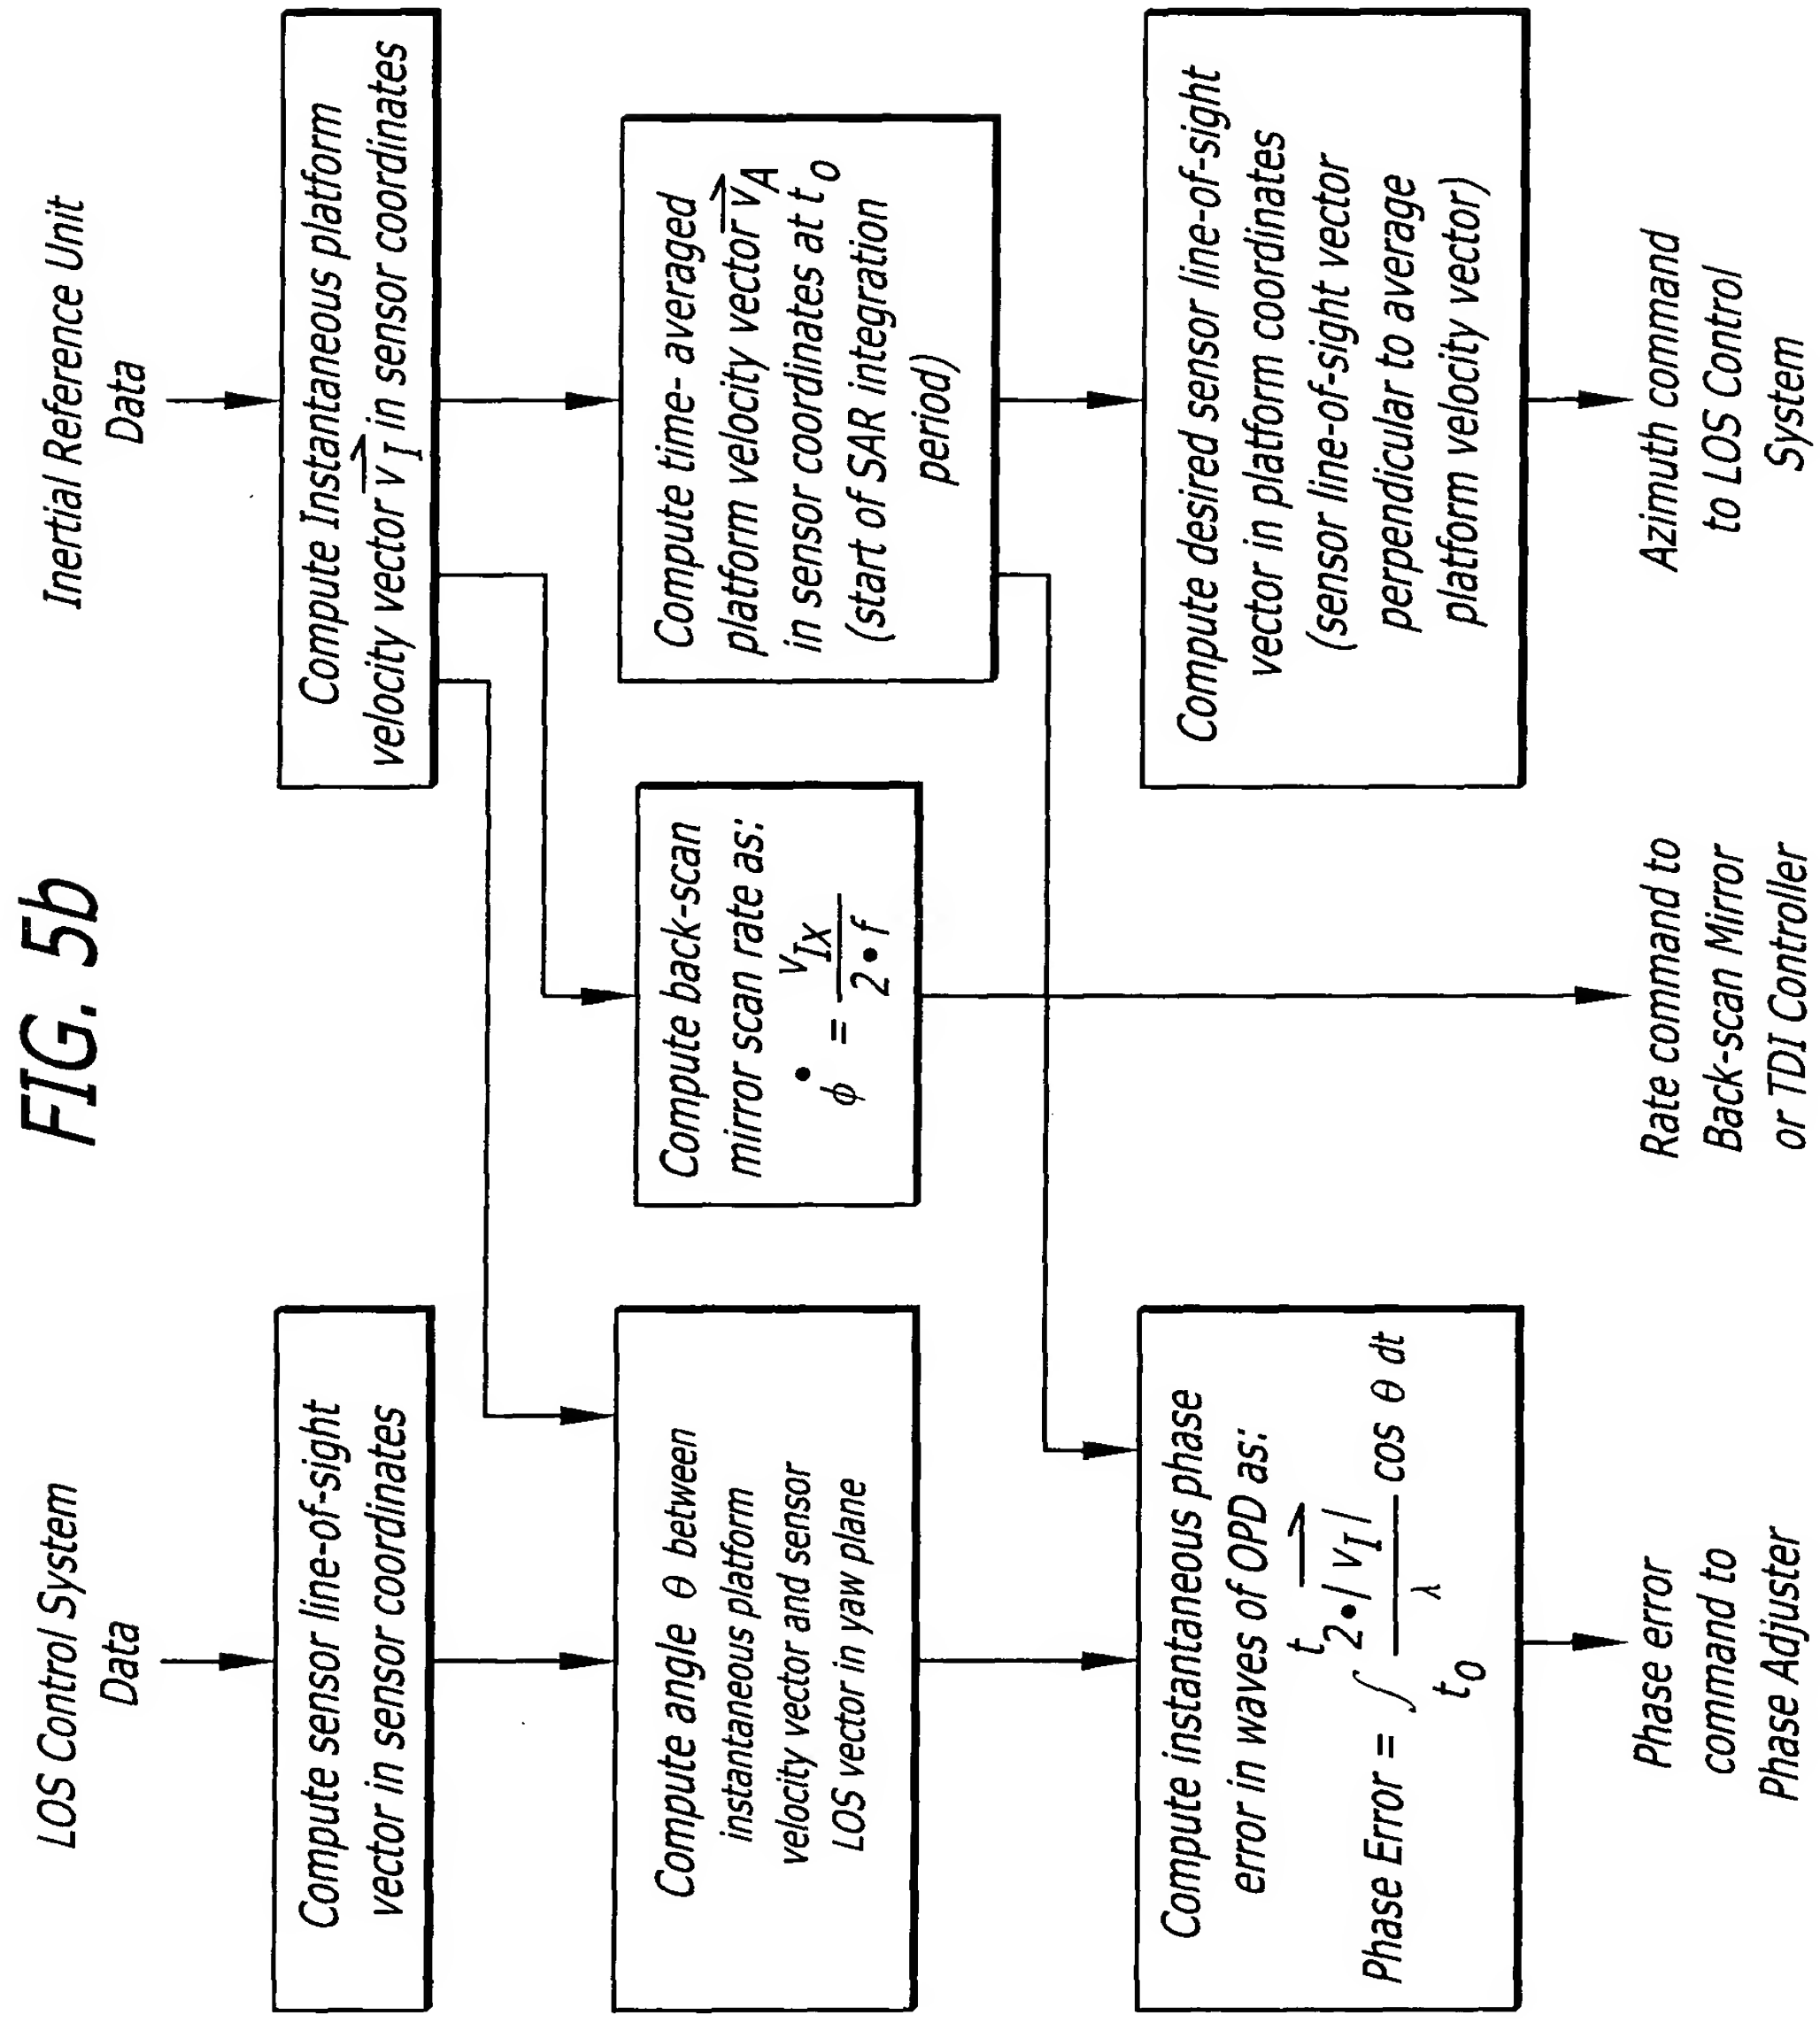 FIG. 5b
LOS Control System
Data
Compute sensor line-of-sight
vector in sensor coordinates
Compute angle θ between
instantaneous platform
velocity vector and sensor
LOS vector in yaw plane
Compute instantaneous phase
error in waves of OPD as:
Phase Error = ∫ t t0 2•|v⃗I| / λ cos θ dt
Phase error
command to
Phase Adjuster
Compute back-scan
mirror scan rate as:
ϕ̇ = vIx / 2•f
Rate command to
Back-scan Mirror
or TDI Controller
Inertial Reference Unit
Data
Compute Instantaneous platform
velocity vector v⃗I in sensor coordinates
Compute time- averaged
platform velocity vector v⃗A
in sensor coordinates at to
(start of SAR integration
period)
Compute desired sensor line-of-sight
vector in platform coordinates
(sensor line-of-sight vector
perpendicular to average
platform velocity vector)
Azimuth command
to LOS Control
System